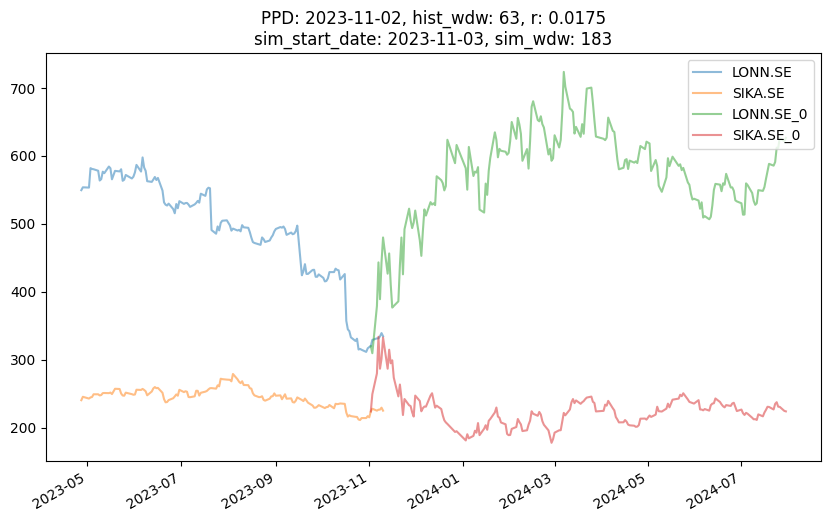 PPD: 2023-11-02, hist_wdw: 63, r: 0.0175
sim_start_date: 2023-11-03, sim_wdw: 183
LONN.SE
SIKA.SE
LONN.SE_0
SIKA.SE_0
700
600
500
400
300
200
2023-05
2023-07
2023-09
2023-11
2024-01
2024-03
2024-05
2024-07